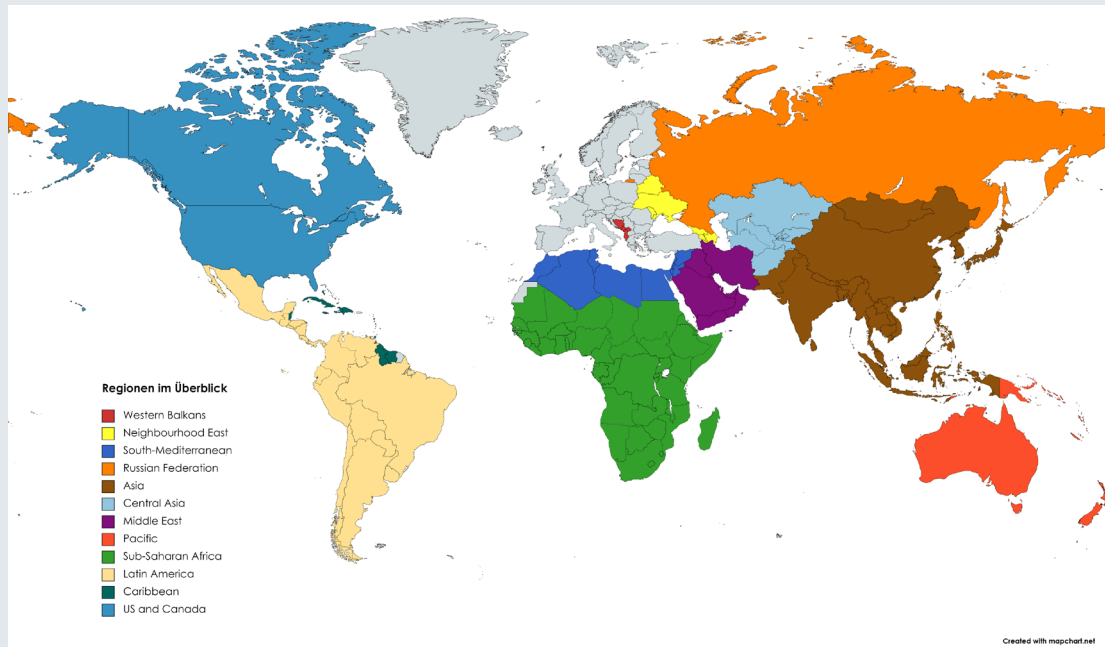 Regionen im Überblick
Western Balkans
Neighbourhood East
South-Mediterranean
Russian Federation
Asia
Central Asia
Middle East
Pacific
Sub-Saharan Africa
Latin America
Caribbean
US and Canada
Created with mapchart.net